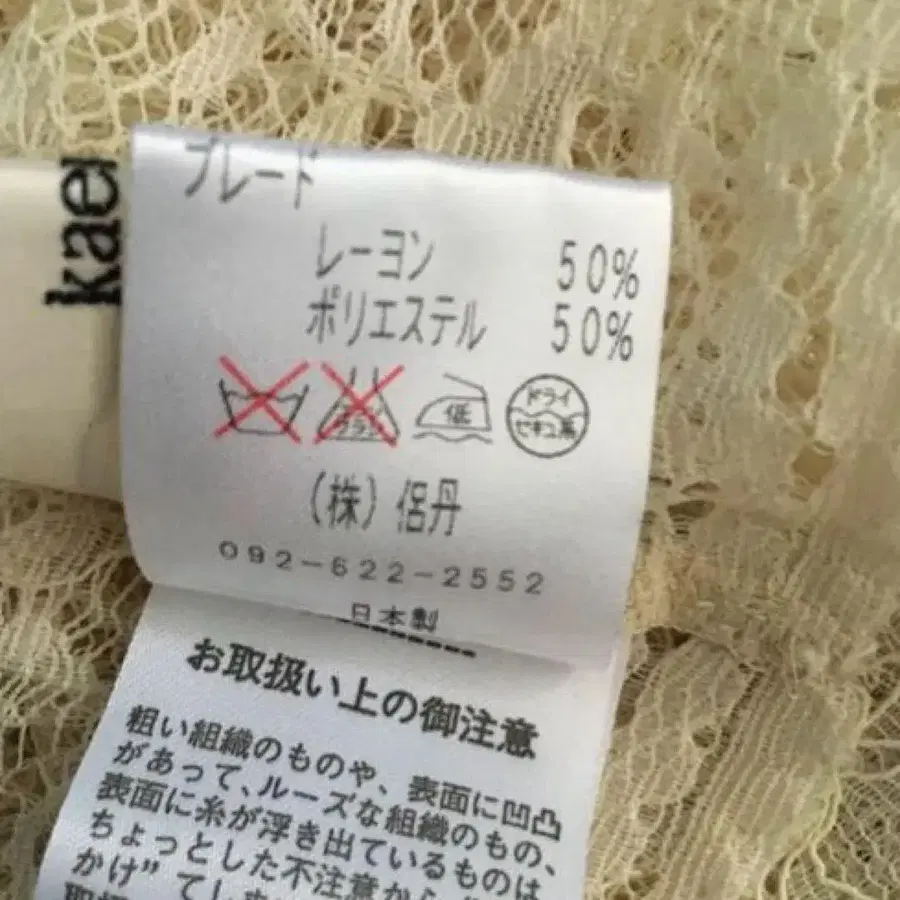 kae
ブレード
レーヨン 50%
ポリエステル 50%
低
ドライ
セキユ系
(株) 侶丹
092-622-2552
日本製
お取扱い上の御注意
粗い組織のものや、表面に凹凸
があって、ルーズな組織のもの、
表面に糸が浮き出ているものは
ちょっとした不注意から
かけ” てし